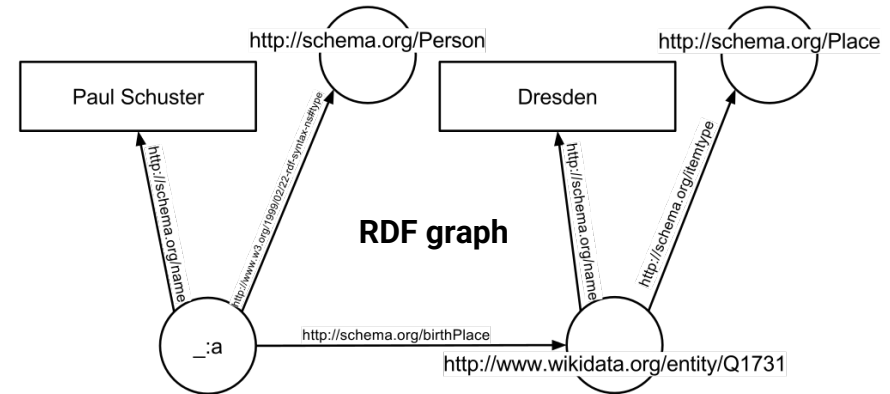 http://schema.org/Person
http://schema.org/Place
Paul Schuster
Dresden
http://schema.org/name
http://www.w3.org/1999/02/22-rdf-syntax-ns#type
http://schema.org/name
http://schema.org/itemtype
RDF graph
_:a
http://schema.org/birthPlace
http://www.wikidata.org/entity/Q1731